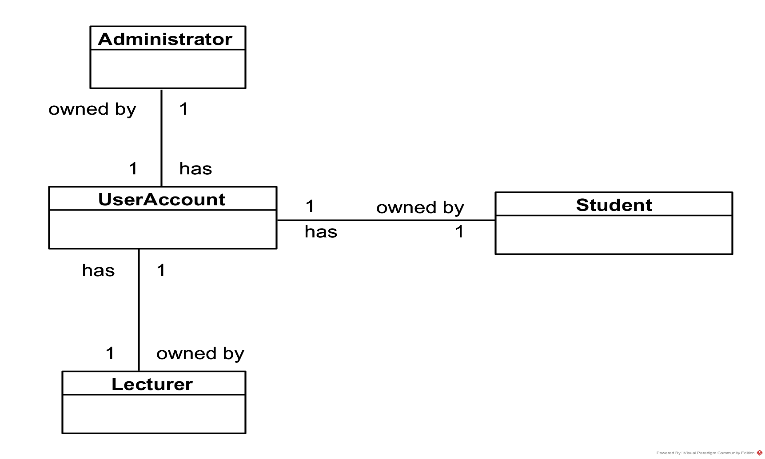 Administrator
owned by 1
1 has
UserAccount
1 owned by
has 1
Student
has 1
1 owned by
Lecturer